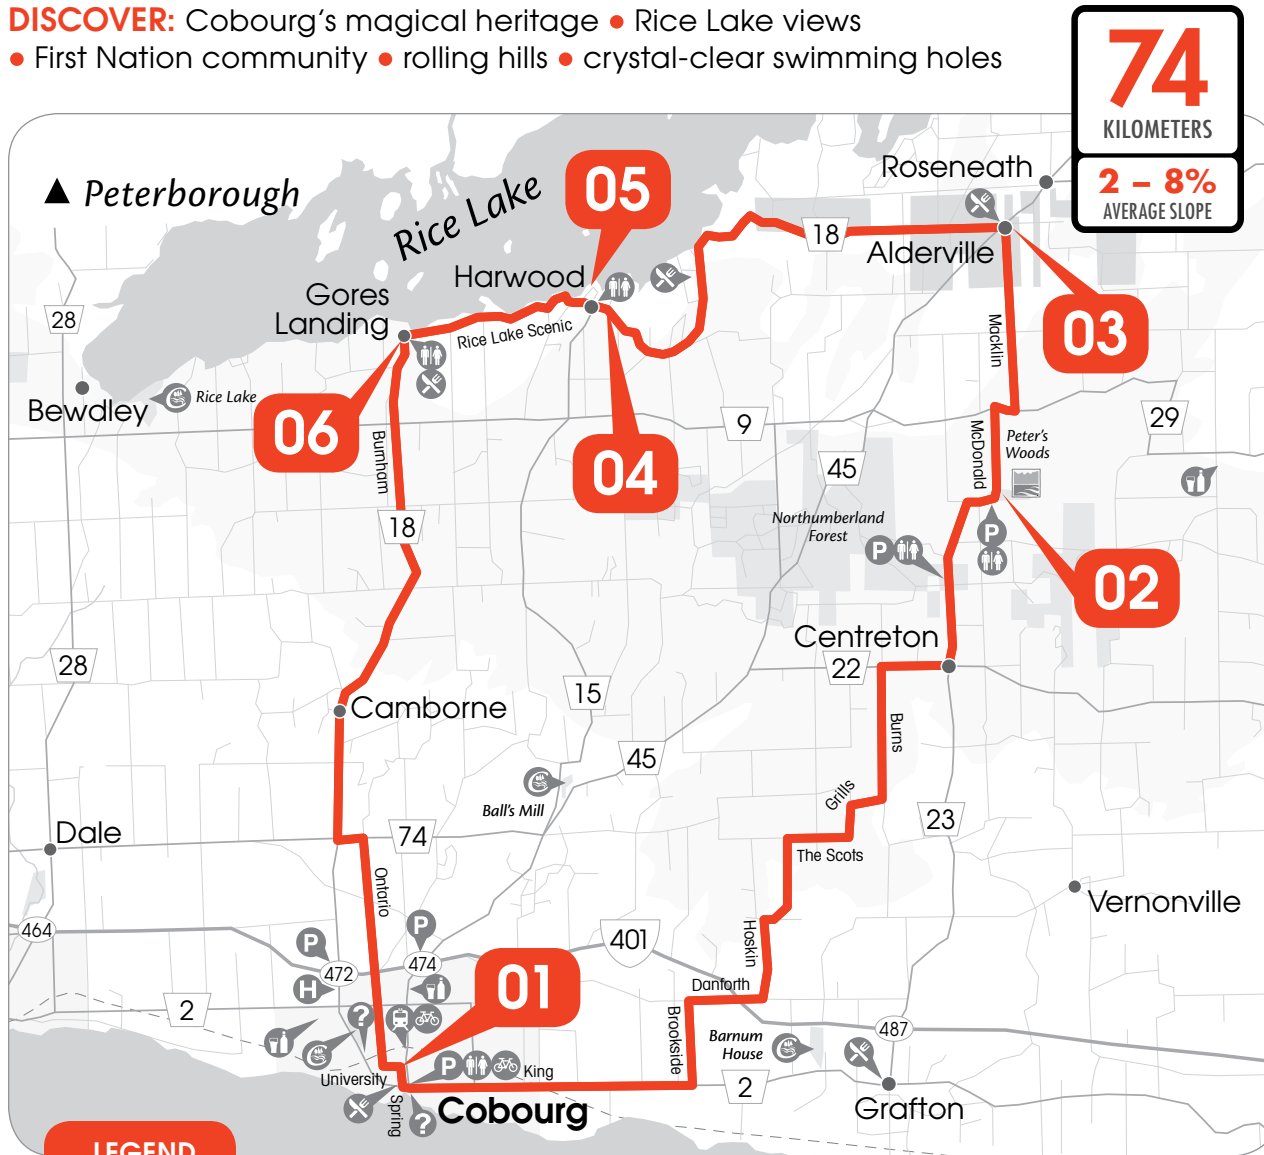 DISCOVER: Cobourg's magical heritage • Rice Lake views
• First Nation community • rolling hills • crystal-clear swimming holes
74
KILOMETERS
2 – 8%
AVERAGE SLOPE
Peterborough
Rice Lake
05
Roseneath
18
Alderville
Harwood
Gores
Landing
28
Rice Lake Scenic
03
Macklin
Bewdley
Rice Lake
06
9
29
Burnham
04
45
McDonald
Peter's
Woods
18
Northumberland
Forest
P
P
02
Centreton
28
22
15
Camborne
Burns
45
Grills
Ball's Mill
Dale
74
23
The Scots
Ontario
Vernonville
464
P
P
401
Hoskin
472
474
H
01
Danforth
2
?
Brookside
487
Barnum
House
University
P
King
2
Spring
?
Cobourg
Grafton
LEGEND